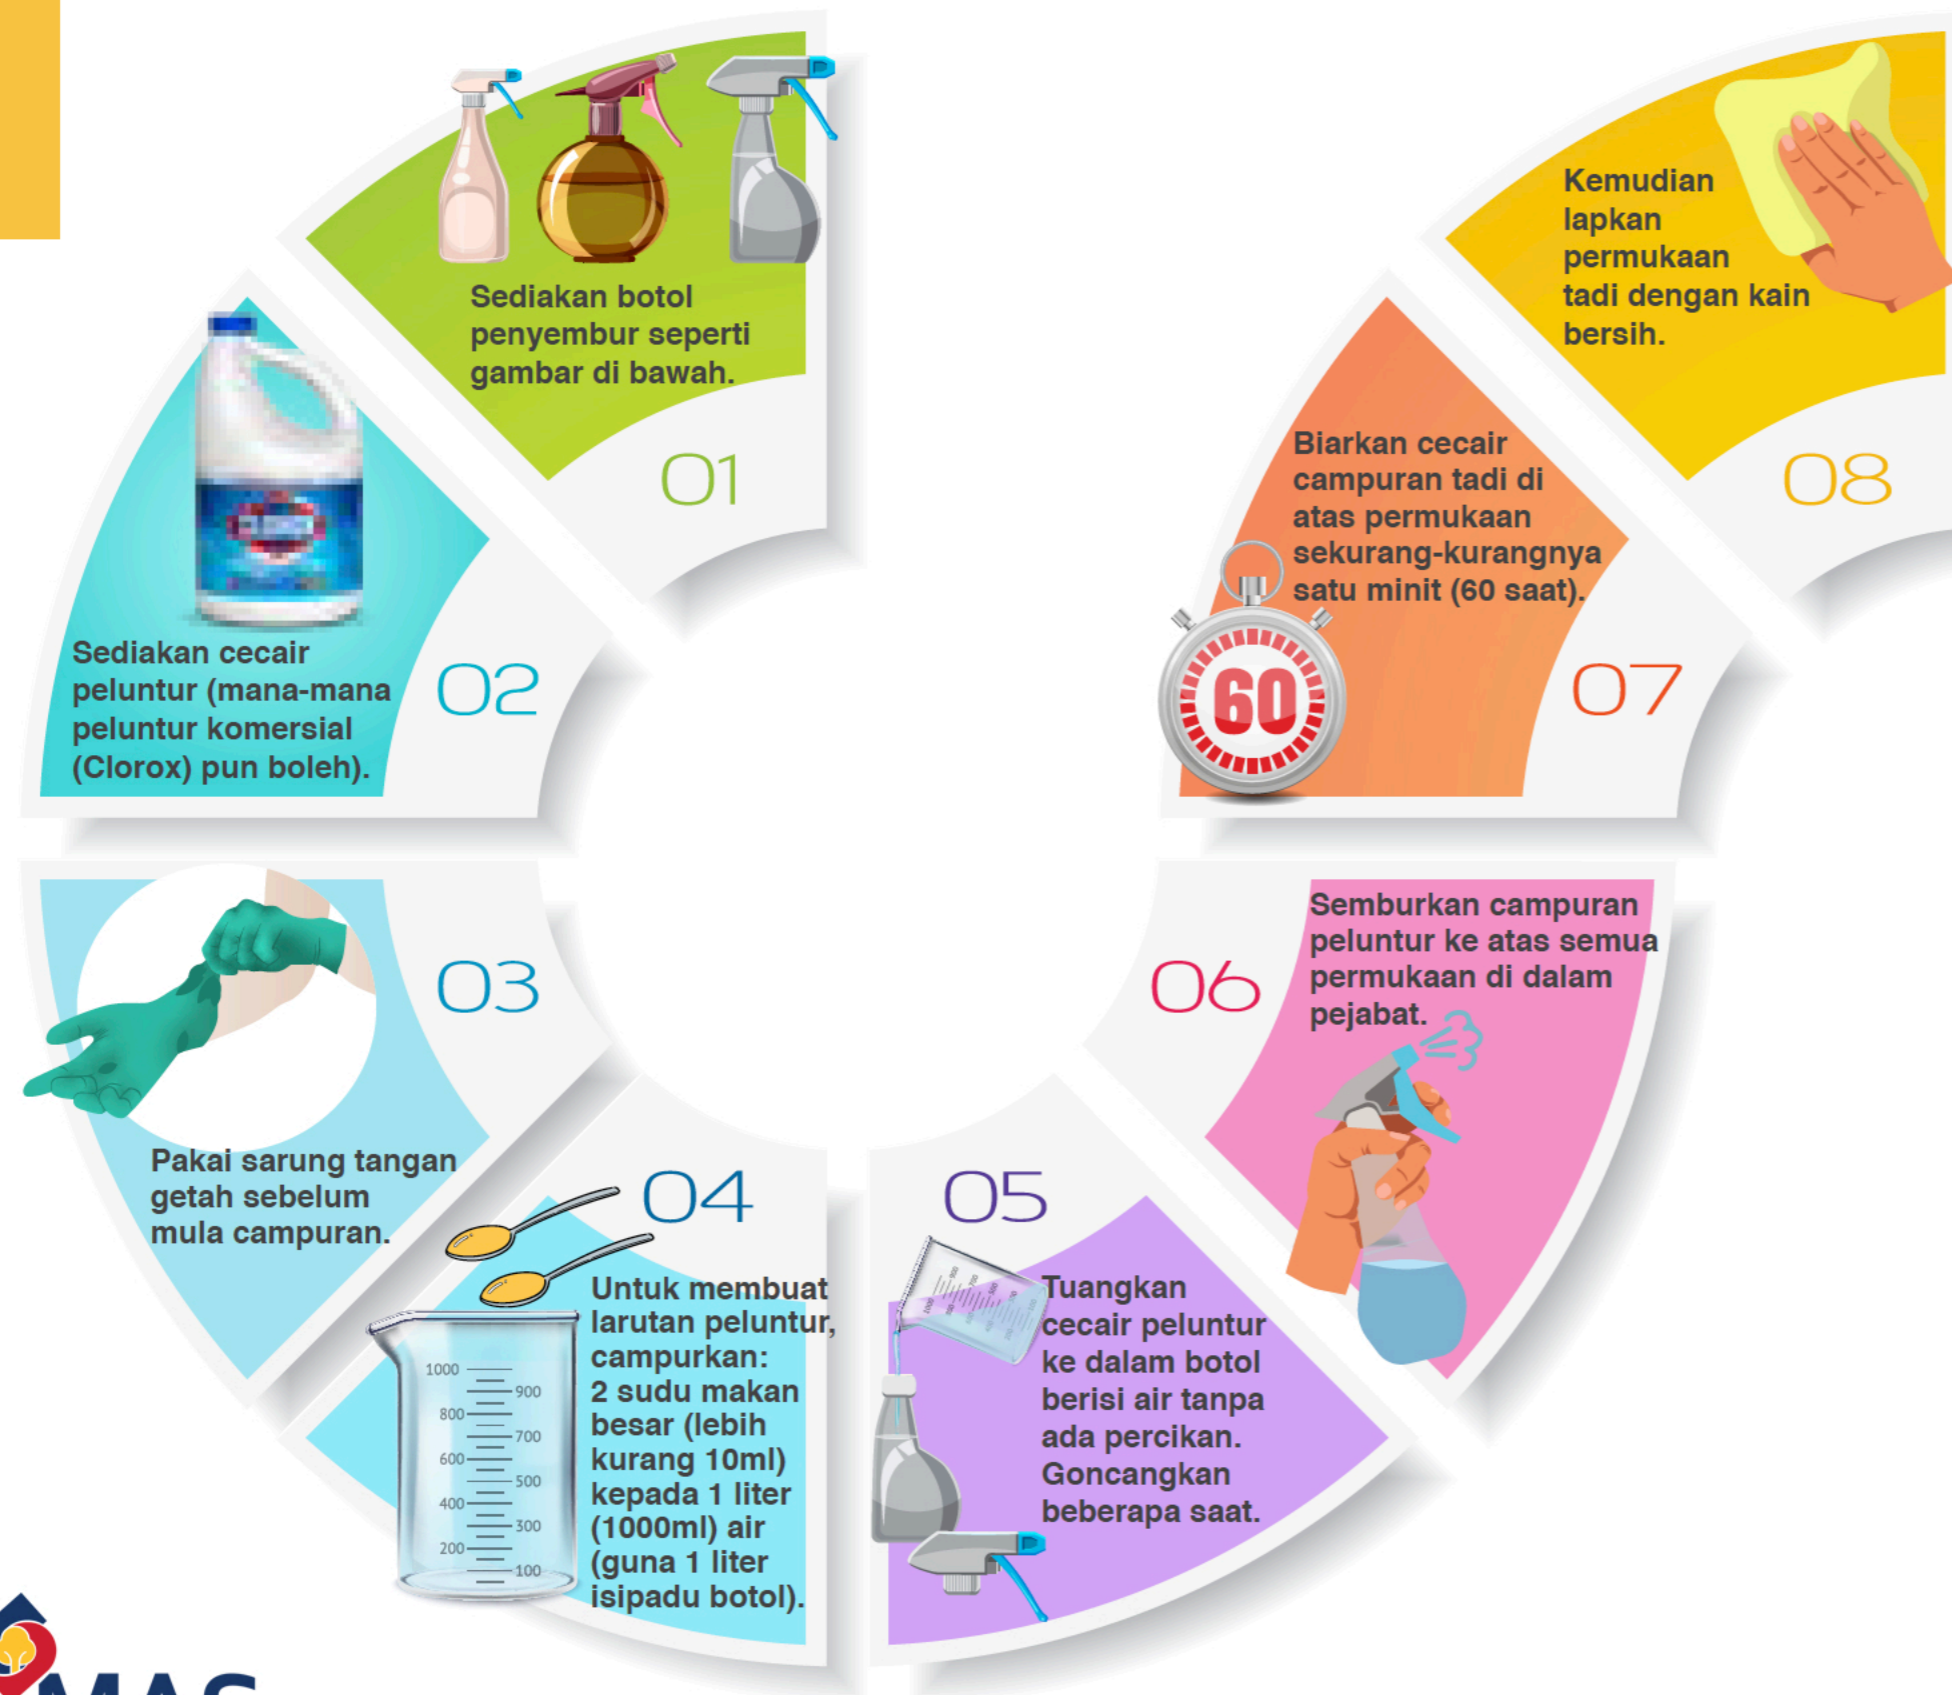 Sediakan botol
penyembur seperti
gambar di bawah.
01
Sediakan cecair
peluntur (mana-mana
peluntur komersial
(Clorox) pun boleh).
02
03
Pakai sarung tangan
getah sebelum
mula campuran.
04
Untuk membuat
larutan peluntur,
campurkan:
2 sudu makan
besar (lebih
kurang 10ml)
kepada 1 liter
(1000ml) air
(guna 1 liter
isipadu botol).
1000
900
800
700
600
500
400
300
200
100
05
Tuangkan
cecair peluntur
ke dalam botol
berisi air tanpa
ada percikan.
Goncangkan
beberapa saat.
06
Semburkan campuran
peluntur ke atas semua
permukaan di dalam
pejabat.
Biarkan cecair
campuran tadi di
atas permukaan
sekurang-kurangnya
satu minit (60 saat).
60
07
Kemudian
lapkan
permukaan
tadi dengan kain
bersih.
08
MAS